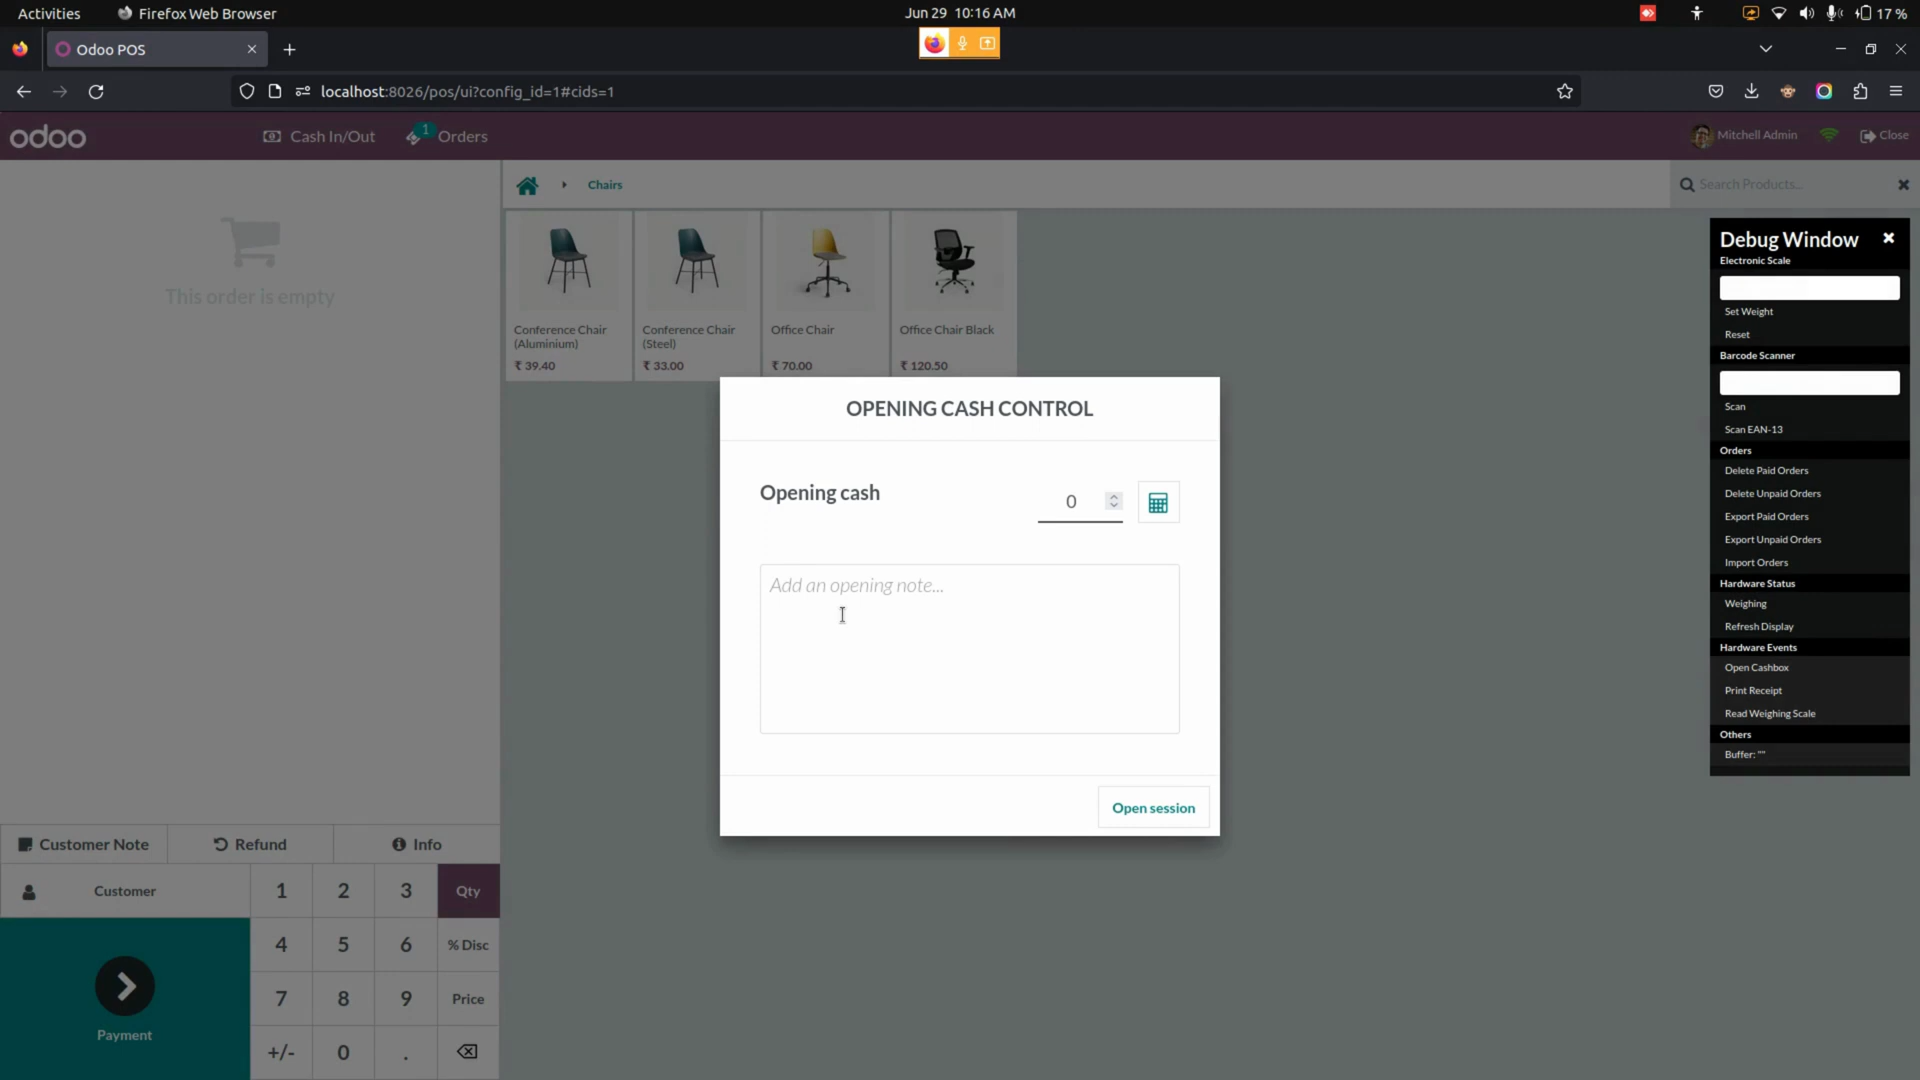 Activities
Firefox Web Browser
Jun 29 10:16 AM
17 %
Odoo POS
localhost:8026/pos/ui?config_id=1#cids=1
odoo
Cash In/Out
1
Orders
Mitchell Admin
Close
Chairs
Search Products...
This order is empty
Conference Chair
(Aluminium)
₹ 39.40
Conference Chair
(Steel)
₹ 33.00
Office Chair
₹ 70.00
Office Chair Black
₹ 120.50
OPENING CASH CONTROL
Opening cash
0
Add an opening note...
Open session
Debug Window
Electronic Scale
Set Weight
Reset
Barcode Scanner
Scan
Scan EAN-13
Orders
Delete Paid Orders
Delete Unpaid Orders
Export Paid Orders
Export Unpaid Orders
Import Orders
Hardware Status
Weighing
Refresh Display
Hardware Events
Open Cashbox
Print Receipt
Read Weighing Scale
Others
Buffer: ""
Customer Note
Refund
Info
Customer
1 2 3 Qty
4 5 6 % Disc
7 8 9 Price
+/- 0 .
Payment